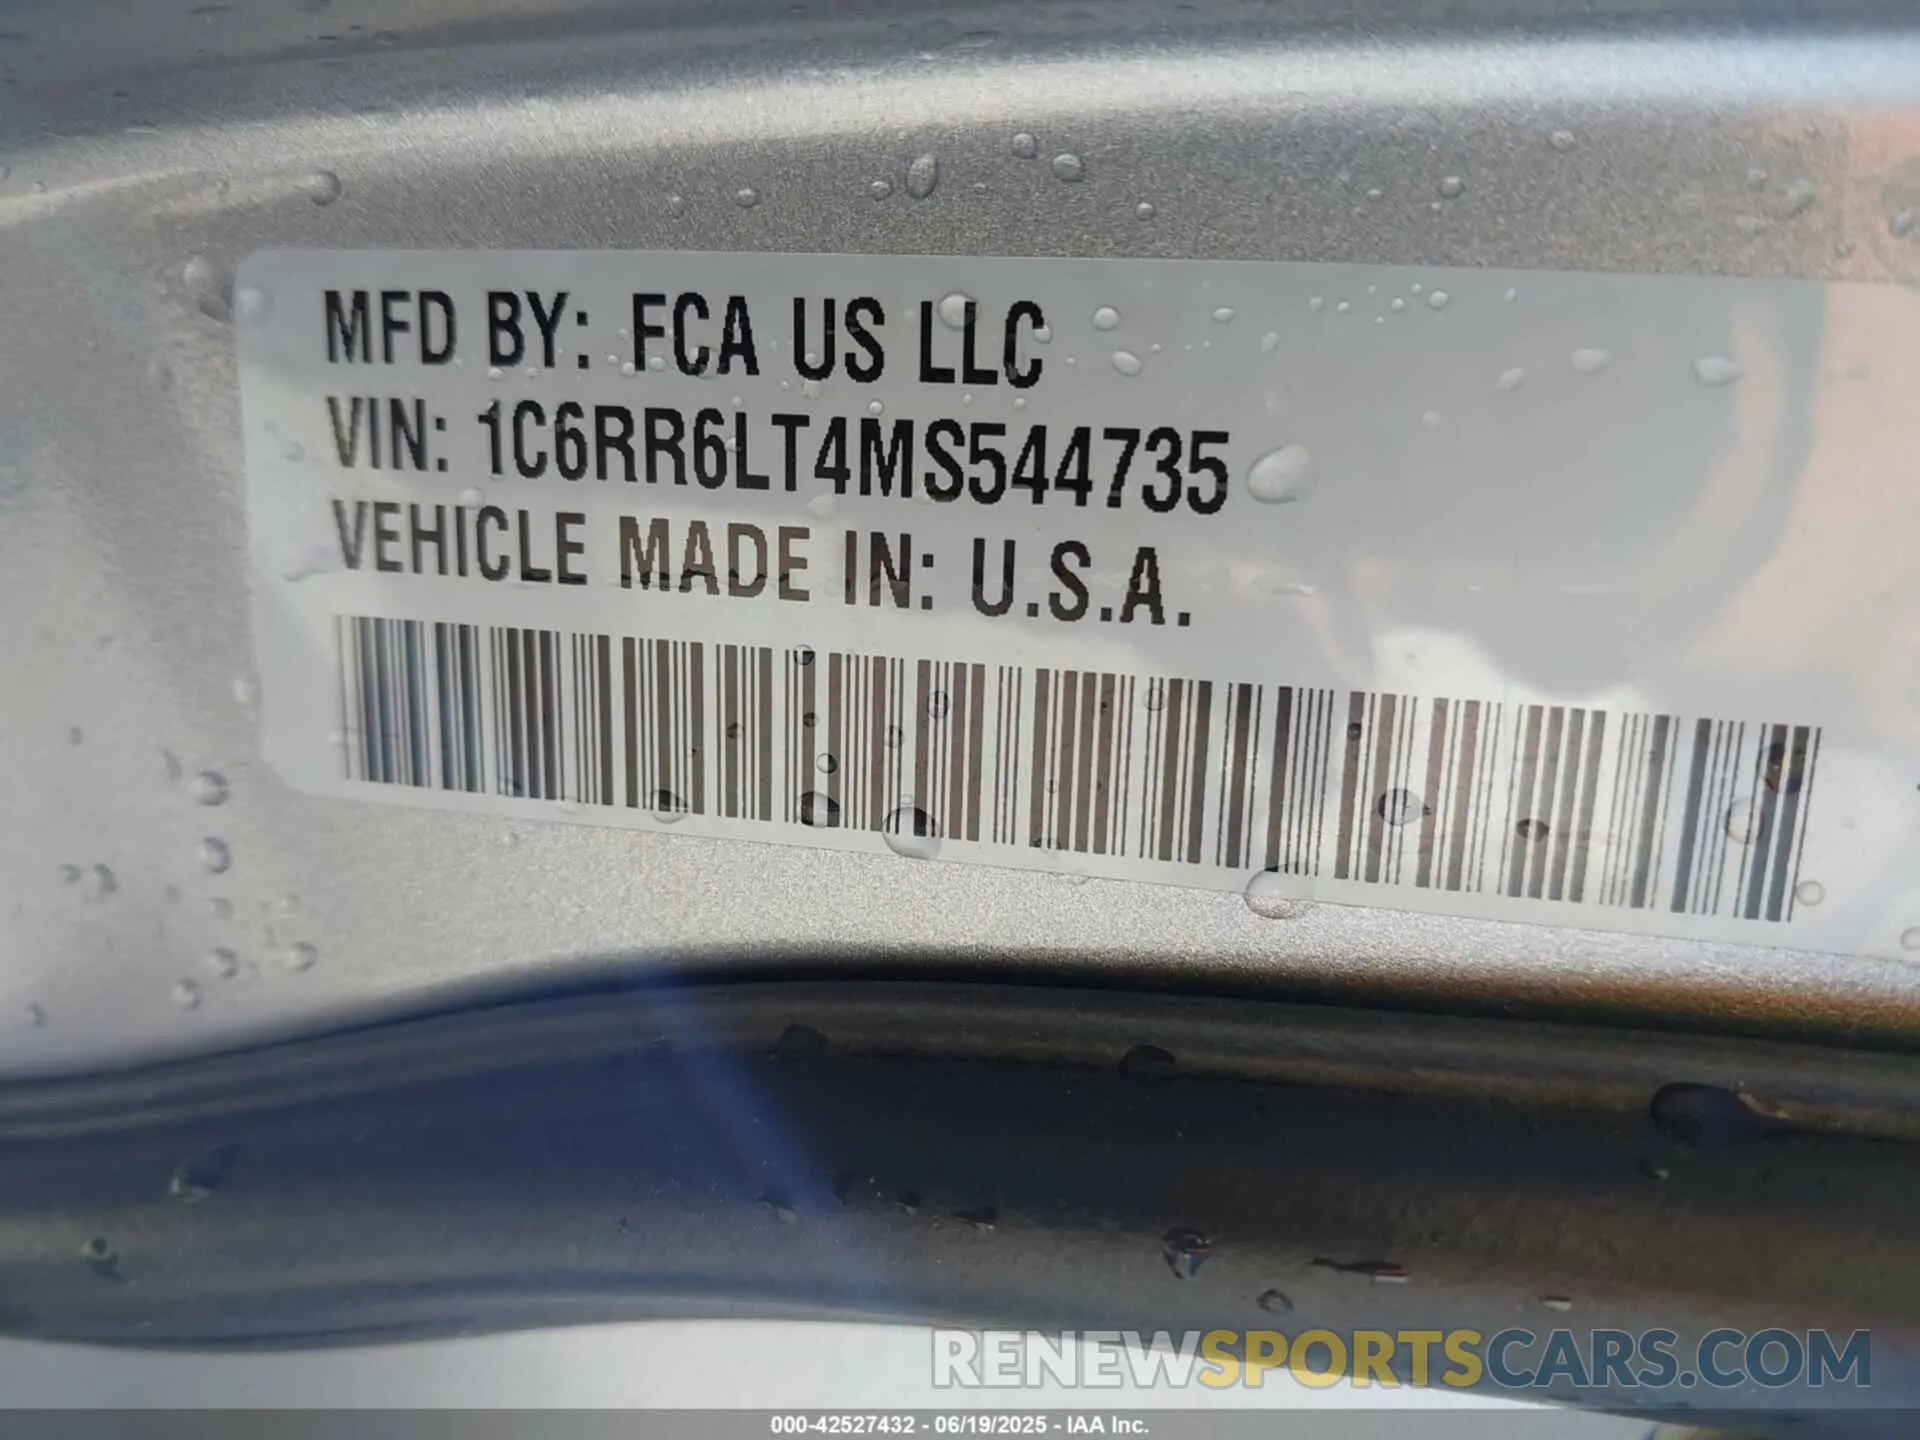 MFD BY: FCA US LLC
VIN: 1C6RR6LT4MS544735
VEHICLE MADE IN: U.S.A.
RENEWSPORTSCARS.COM
000-42527432 - 06/19/2025 - IAA Inc.